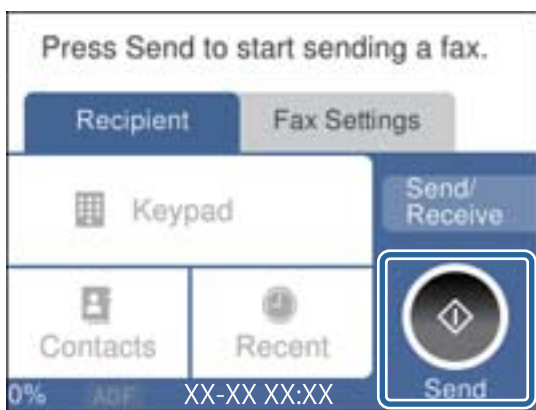 Press Send to start sending a fax.
Recipient Fax Settings
Keypad
Send/
Receive
Contacts Recent
Send
0% ADF XX-XX XX:XX